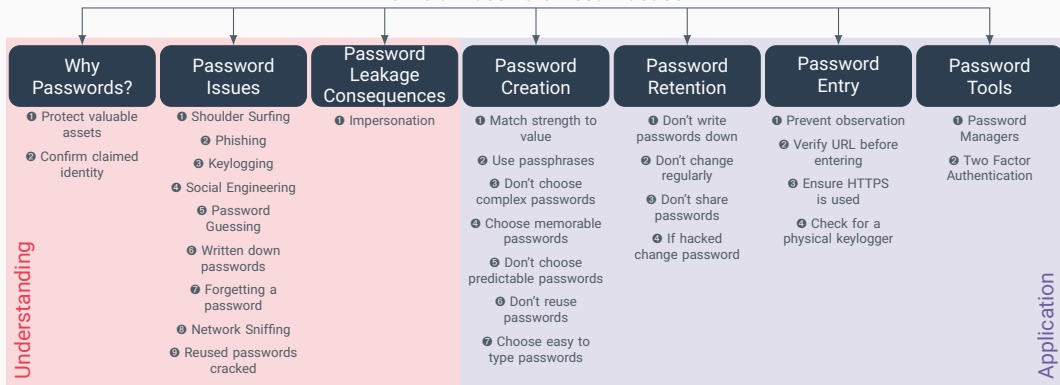 Why
Passwords?
❶ Protect valuable
assets
❷ Confirm claimed
identity
Password
Issues
❶ Shoulder Surfing
❷ Phishing
❸ Keylogging
❹ Social Engineering
❺ Password
Guessing
❻ Written down
passwords
❼ Forgetting a
password
❽ Network Sniffing
❾ Reused passwords
cracked
Password
Leakage
Consequences
❶ Impersonation
Password
Creation
❶ Match strength to
value
❷ Use passphrases
❸ Don't choose
complex passwords
❹ Choose memorable
passwords
❺ Don't choose
predictable passwords
❻ Don't reuse
passwords
❼ Choose easy to
type passwords
Password
Retention
❶ Don't write
passwords down
❷ Don't change
regularly
❸ Don't share
passwords
❹ If hacked
change password
Password
Entry
❶ Prevent observation
❷ Verify URL before
entering
❸ Ensure HTTPS
is used
❹ Check for a
physical keylogger
Password
Tools
❶ Password
Managers
❷ Two Factor
Authentication
Understanding
Application